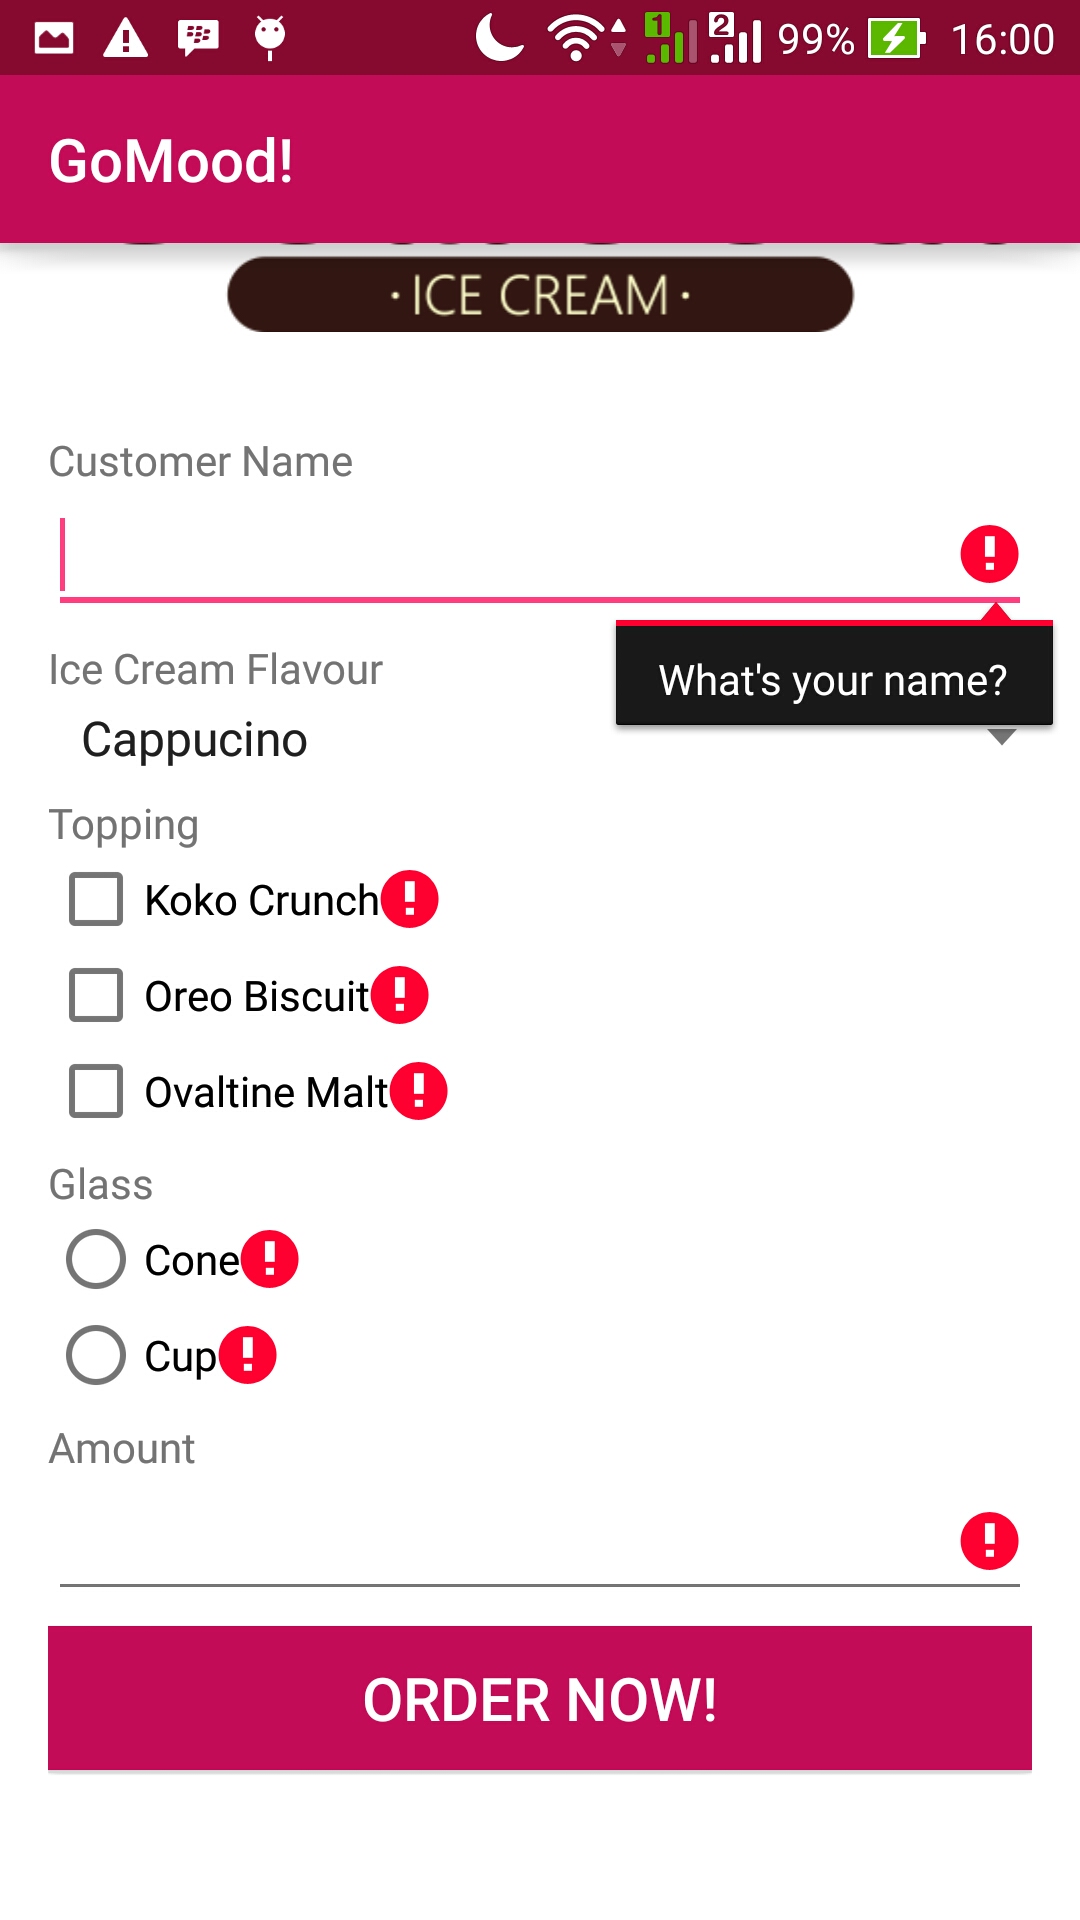 1 2 99% 16:00
GoMood!
· ICE CREAM ·
Customer Name
What's your name?
Ice Cream Flavour
Cappucino
Topping
Koko Crunch
Oreo Biscuit
Ovaltine Malt
Glass
Cone
Cup
Amount
ORDER NOW!